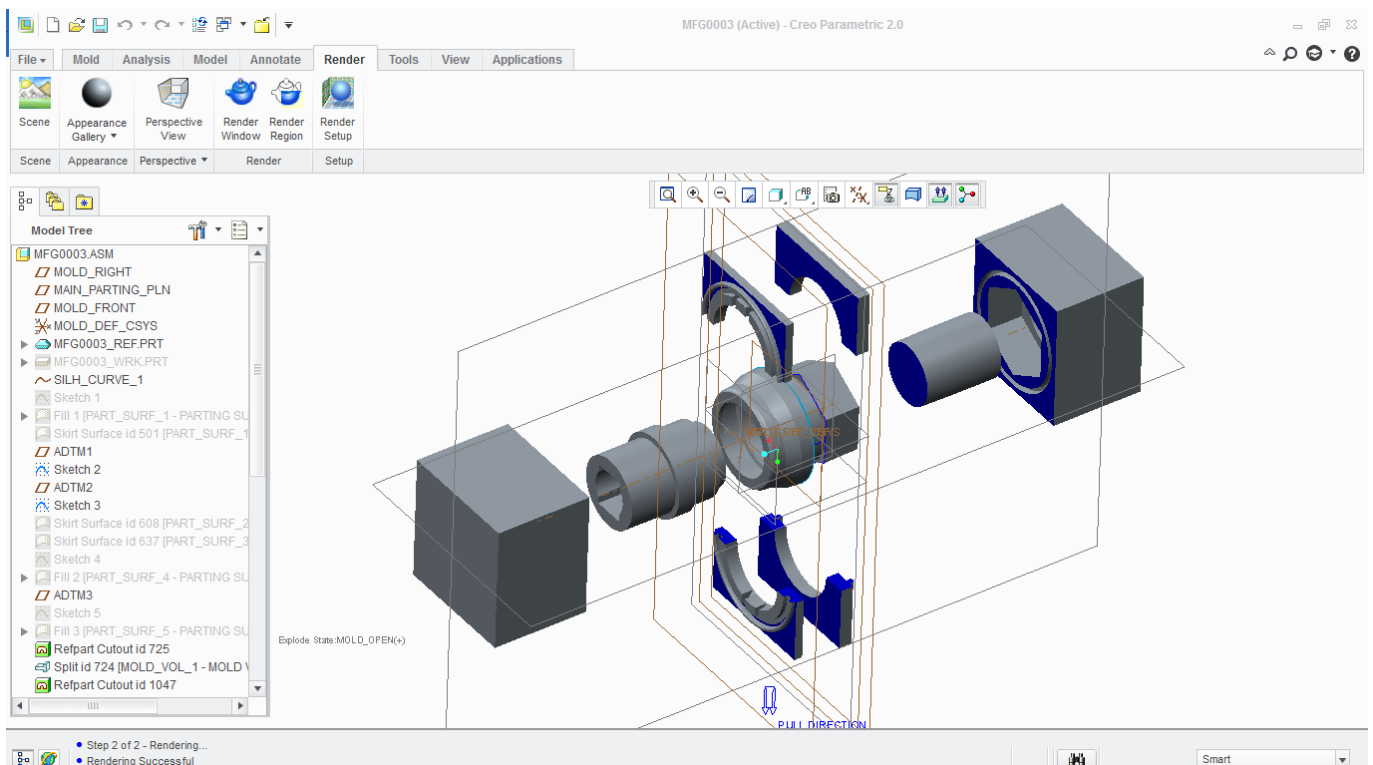 MFG0003 (Active) - Creo Parametric 2.0
File Mold Analysis Model Annotate Render Tools View Applications
Scene Appearance Gallery Perspective View Render Window Render Region Render Setup
Scene Appearance Perspective Render Setup
Model Tree
MFG0003.ASM
MOLD_RIGHT
MAIN_PARTING_PLN
MOLD_FRONT
MOLD_DEF_CSYS
MFG0003_REF.PRT
MFG0003_WRK.PRT
SILH_CURVE_1
Sketch 1
Fill 1 [PART_SURF_1 - PARTING SU
Skirt Surface id 501 [PART_SURF_1
ADTM1
Sketch 2
ADTM2
Sketch 3
Skirt Surface id 608 [PART_SURF_2
Skirt Surface id 637 [PART_SURF_3
Sketch 4
Fill 2 [PART_SURF_4 - PARTING SU
ADTM3
Sketch 5
Fill 3 [PART_SURF_5 - PARTING SU
Refpart Cutout id 725
Split id 724 [MOLD_VOL_1 - MOLD V
Refpart Cutout id 1047
Explode State:MOLD_OPEN(+)
PULL DIRECTION
Step 2 of 2 - Rendering...
Rendering Successful
Smart